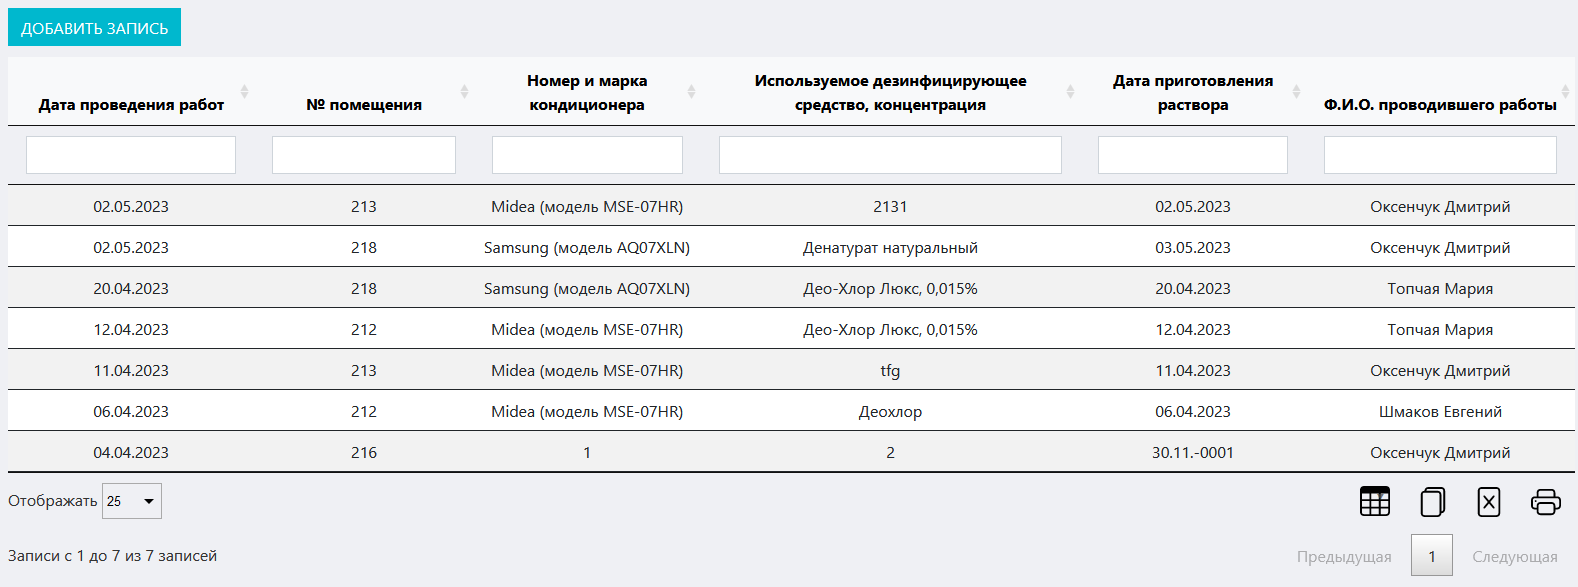 ДОБАВИТЬ ЗАПИСЬ
Дата проведения работ
№ помещения
Номер и марка
кондиционера
Используемое дезинфицирующее
средство, концентрация
Дата приготовления
раствора
Ф.И.О. проводившего работы
02.05.2023 213 Midea (модель MSE-07HR) 2131 02.05.2023 Оксенчук Дмитрий
02.05.2023 218 Samsung (модель AQ07XLN) Денатурат натуральный 03.05.2023 Оксенчук Дмитрий
20.04.2023 218 Samsung (модель AQ07XLN) Део-Хлор Люкс, 0,015% 20.04.2023 Топчая Мария
12.04.2023 212 Midea (модель MSE-07HR) Део-Хлор Люкс, 0,015% 12.04.2023 Топчая Мария
11.04.2023 213 Midea (модель MSE-07HR) tfg 11.04.2023 Оксенчук Дмитрий
06.04.2023 212 Midea (модель MSE-07HR) Деохлор 06.04.2023 Шмаков Евгений
04.04.2023 216 1 2 30.11.-0001 Оксенчук Дмитрий
Отображать 25
Записи с 1 до 7 из 7 записей
Предыдущая 1 Следующая